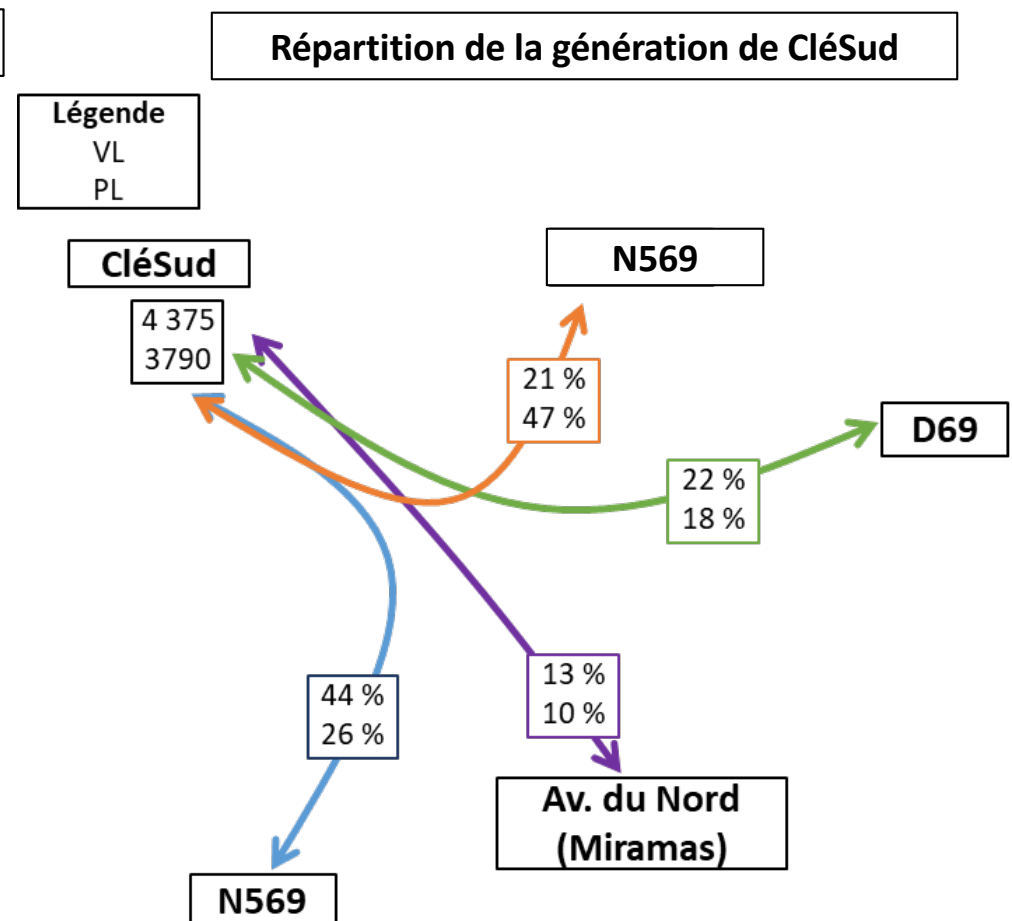 Répartition de la génération de CléSud
Légende
VL
PL
CléSud
4 375
3790
N569
21 %
47 %
D69
22 %
18 %
44 %
26 %
13 %
10 %
Av. du Nord
(Miramas)
N569